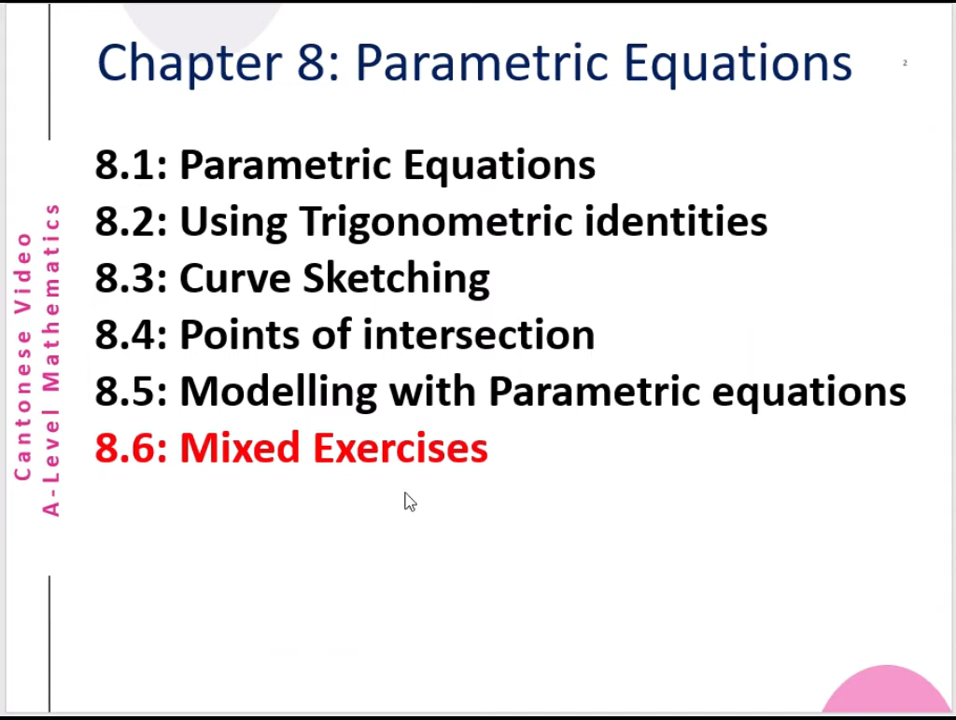 Chapter 8: Parametric Equations
2
8.1: Parametric Equations
8.2: Using Trigonometric identities
8.3: Curve Sketching
8.4: Points of intersection
8.5: Modelling with Parametric equations
8.6: Mixed Exercises
Cantonese Video
A-Level Mathematics